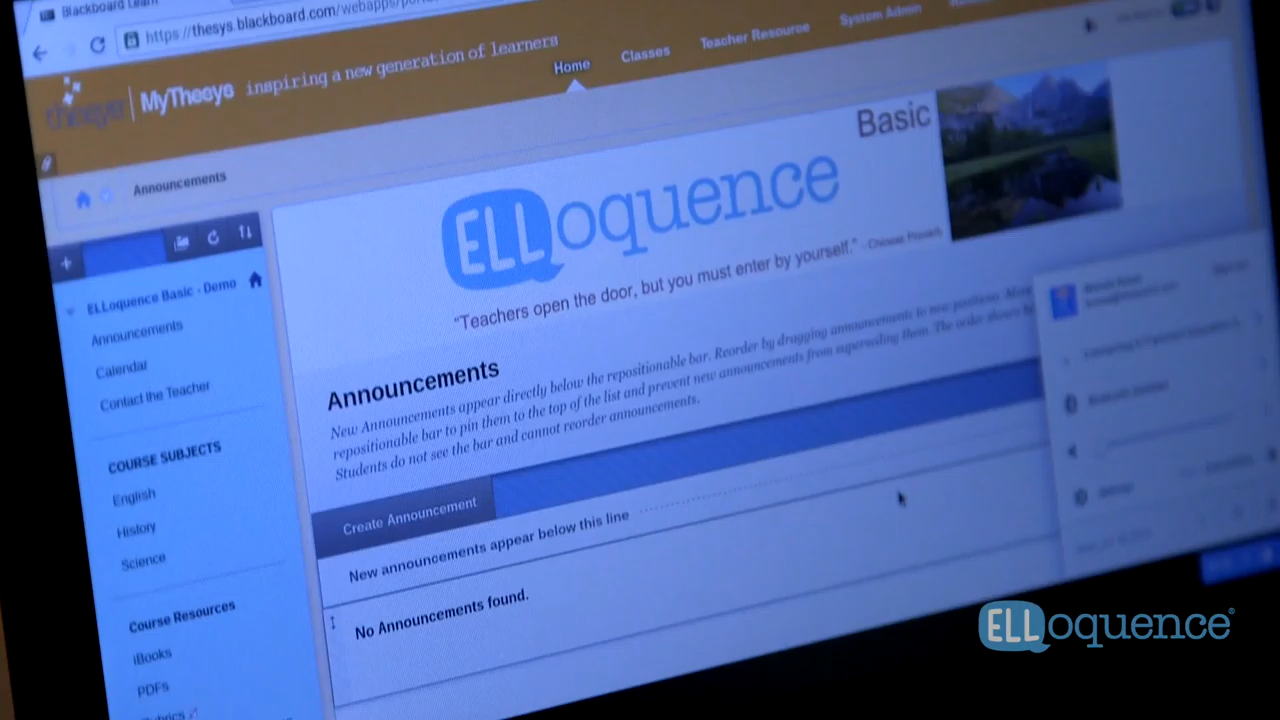 Blackboard Learn
https://thesys.blackboard.com/webapps/
thesys MyThesys inspiring a new generation of learners
Home Classes Teacher Resource System Admin
Announcements
ELLoquence Basic
"Teachers open the door, but you must enter by yourself." - Chinese Proverb
ELLoquence Basic - Demo
Announcements
Calendar
Contact the Teacher
COURSE SUBJECTS
English
History
Science
Course Resources
iBooks
PDFs
Rubrics
Announcements
New Announcements appear directly below the repositionable bar. Reorder by dragging announcements to new positions. Move
repositionable bar to pin them to the top of the list and prevent new announcements from superseding them. The order shown
Students do not see the bar and cannot reorder announcements.
Create Announcement
New announcements appear below this line
No Announcements found.
ELLoquence®